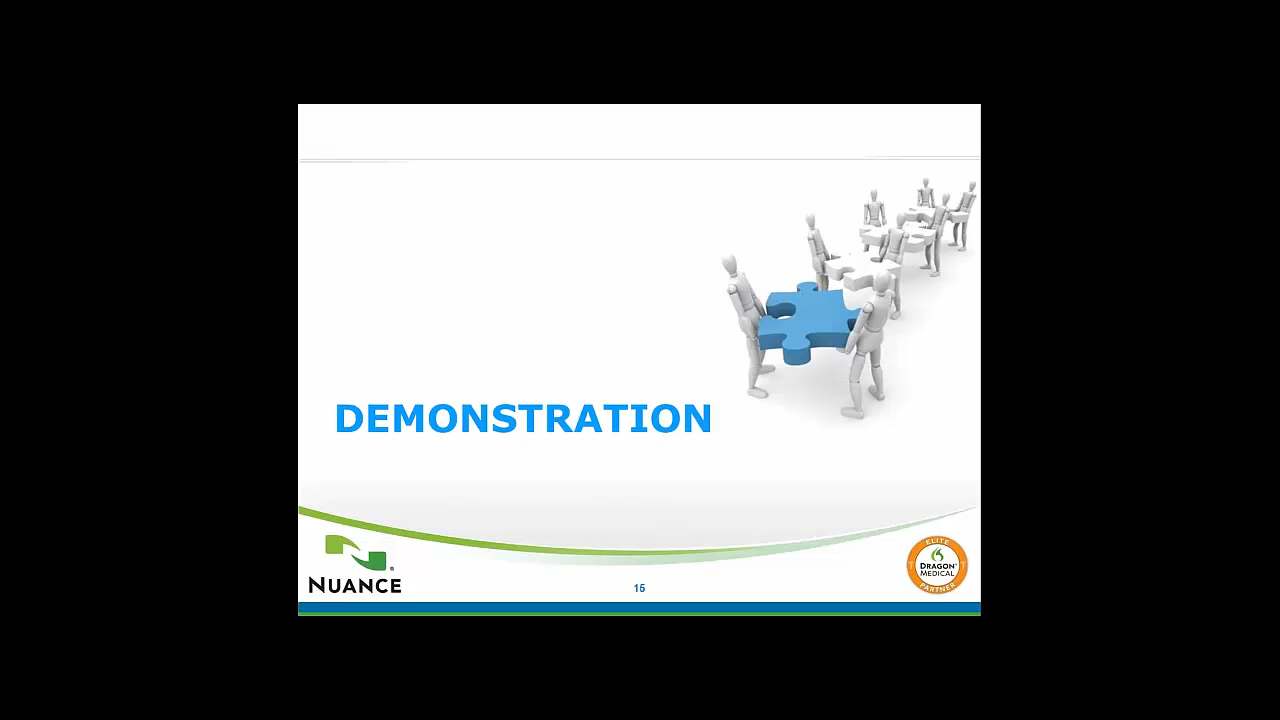 DEMONSTRATION
NUANCE
15
ELITE
DRAGON
MEDICAL
PARTNER